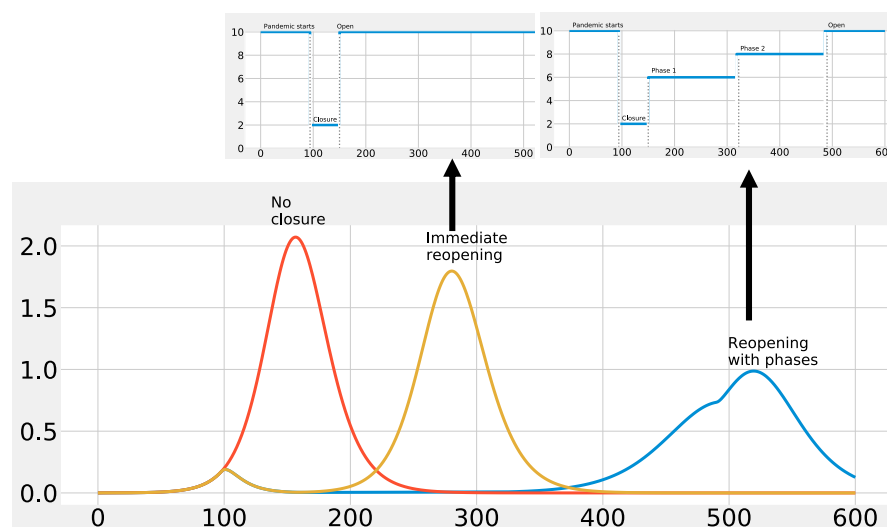 Pandemic starts
Open
10
8
6
4
2
0
Closure
0 100 200 300 400 500
Pandemic starts
Open
10
8
6
4
2
0
Phase 2
Phase 1
Closure
0 100 200 300 400 500 600
No
closure
Immediate
reopening
Reopening
with phases
2.0
1.5
1.0
0.5
0.0
0 100 200 300 400 500 600